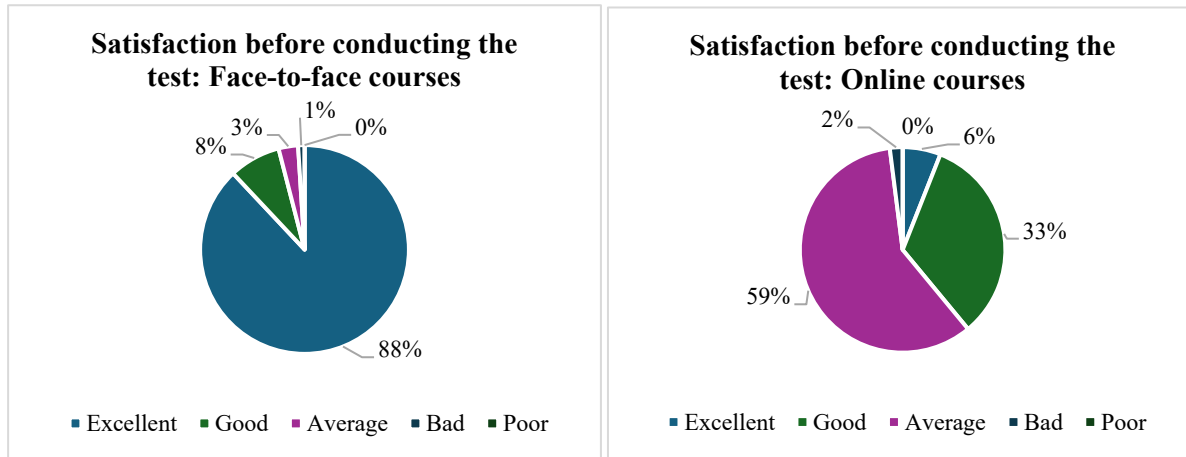 Satisfaction before conducting the
test: Face-to-face courses
1%
3%
0%
8%
88%
Excellent Good Average Bad Poor
Satisfaction before conducting the
test: Online courses
2%
0%
6%
33%
59%
Excellent Good Average Bad Poor